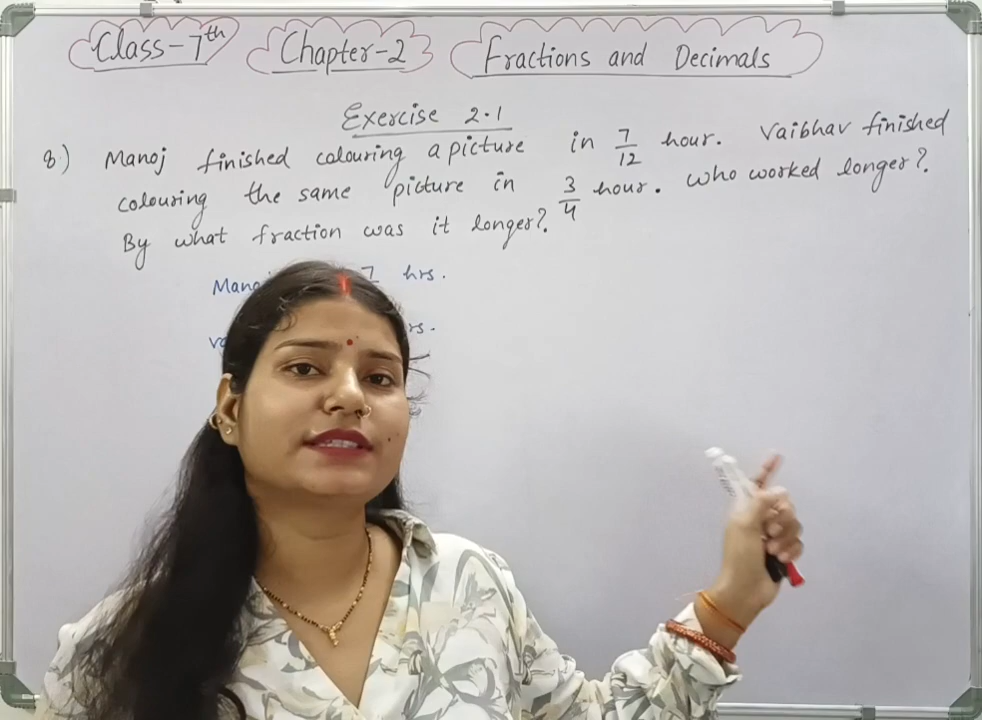 Class-7th Chapter-2 Fractions and Decimals
Exercise 2.1
8.) Manoj finished colouring a picture in 7/12 hour. Vaibhav finished
colouring the same picture in 3/4 hour. who worked longer?
By what fraction was it longer?
7 hrs.